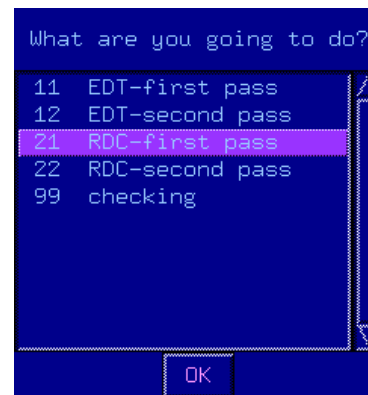 What are you going to do?
11 EDT-first pass
12 EDT-second pass
21 RDC-first pass
22 RDC-second pass
99 checking
OK